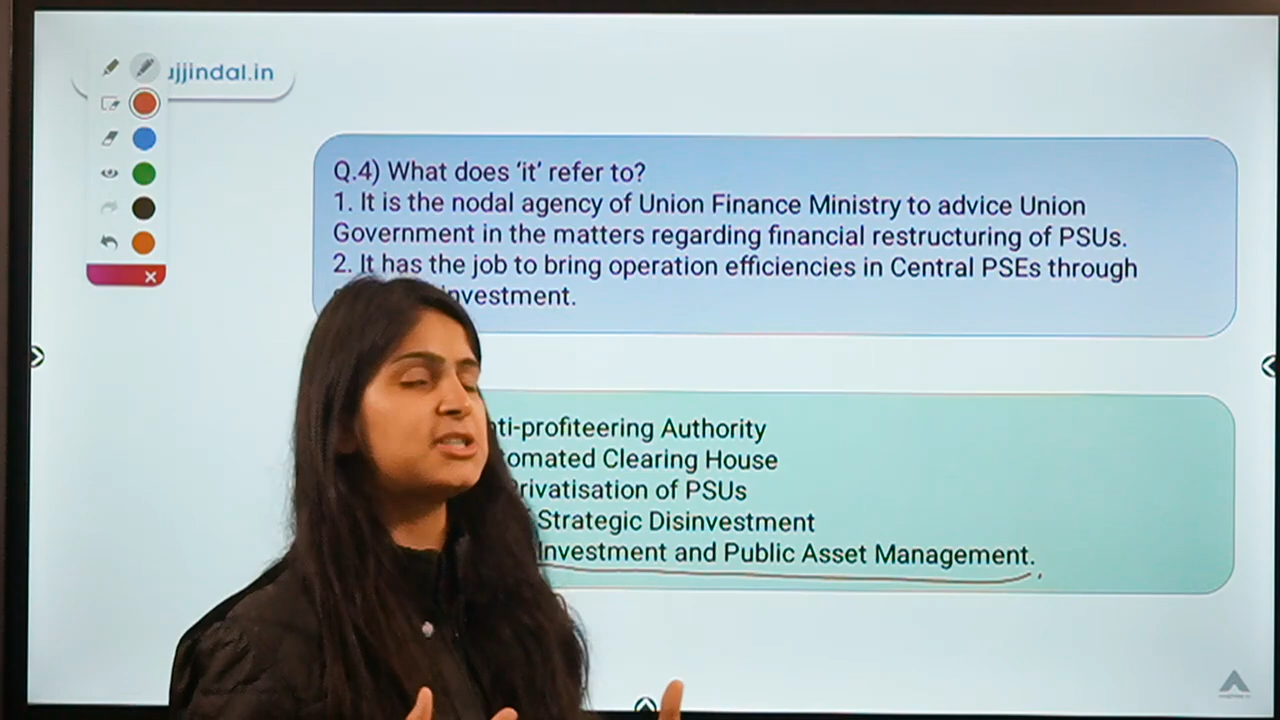 ujjindal.in
Q.4) What does ‘it’ refer to?
1. It is the nodal agency of Union Finance Ministry to advice Union
Government in the matters regarding financial restructuring of PSUs.
2. It has the job to bring operation efficiencies in Central PSEs through
nvestment.
nti-profiteering Authority
omated Clearing House
Privatisation of PSUs
f Strategic Disinvestment
Investment and Public Asset Management.